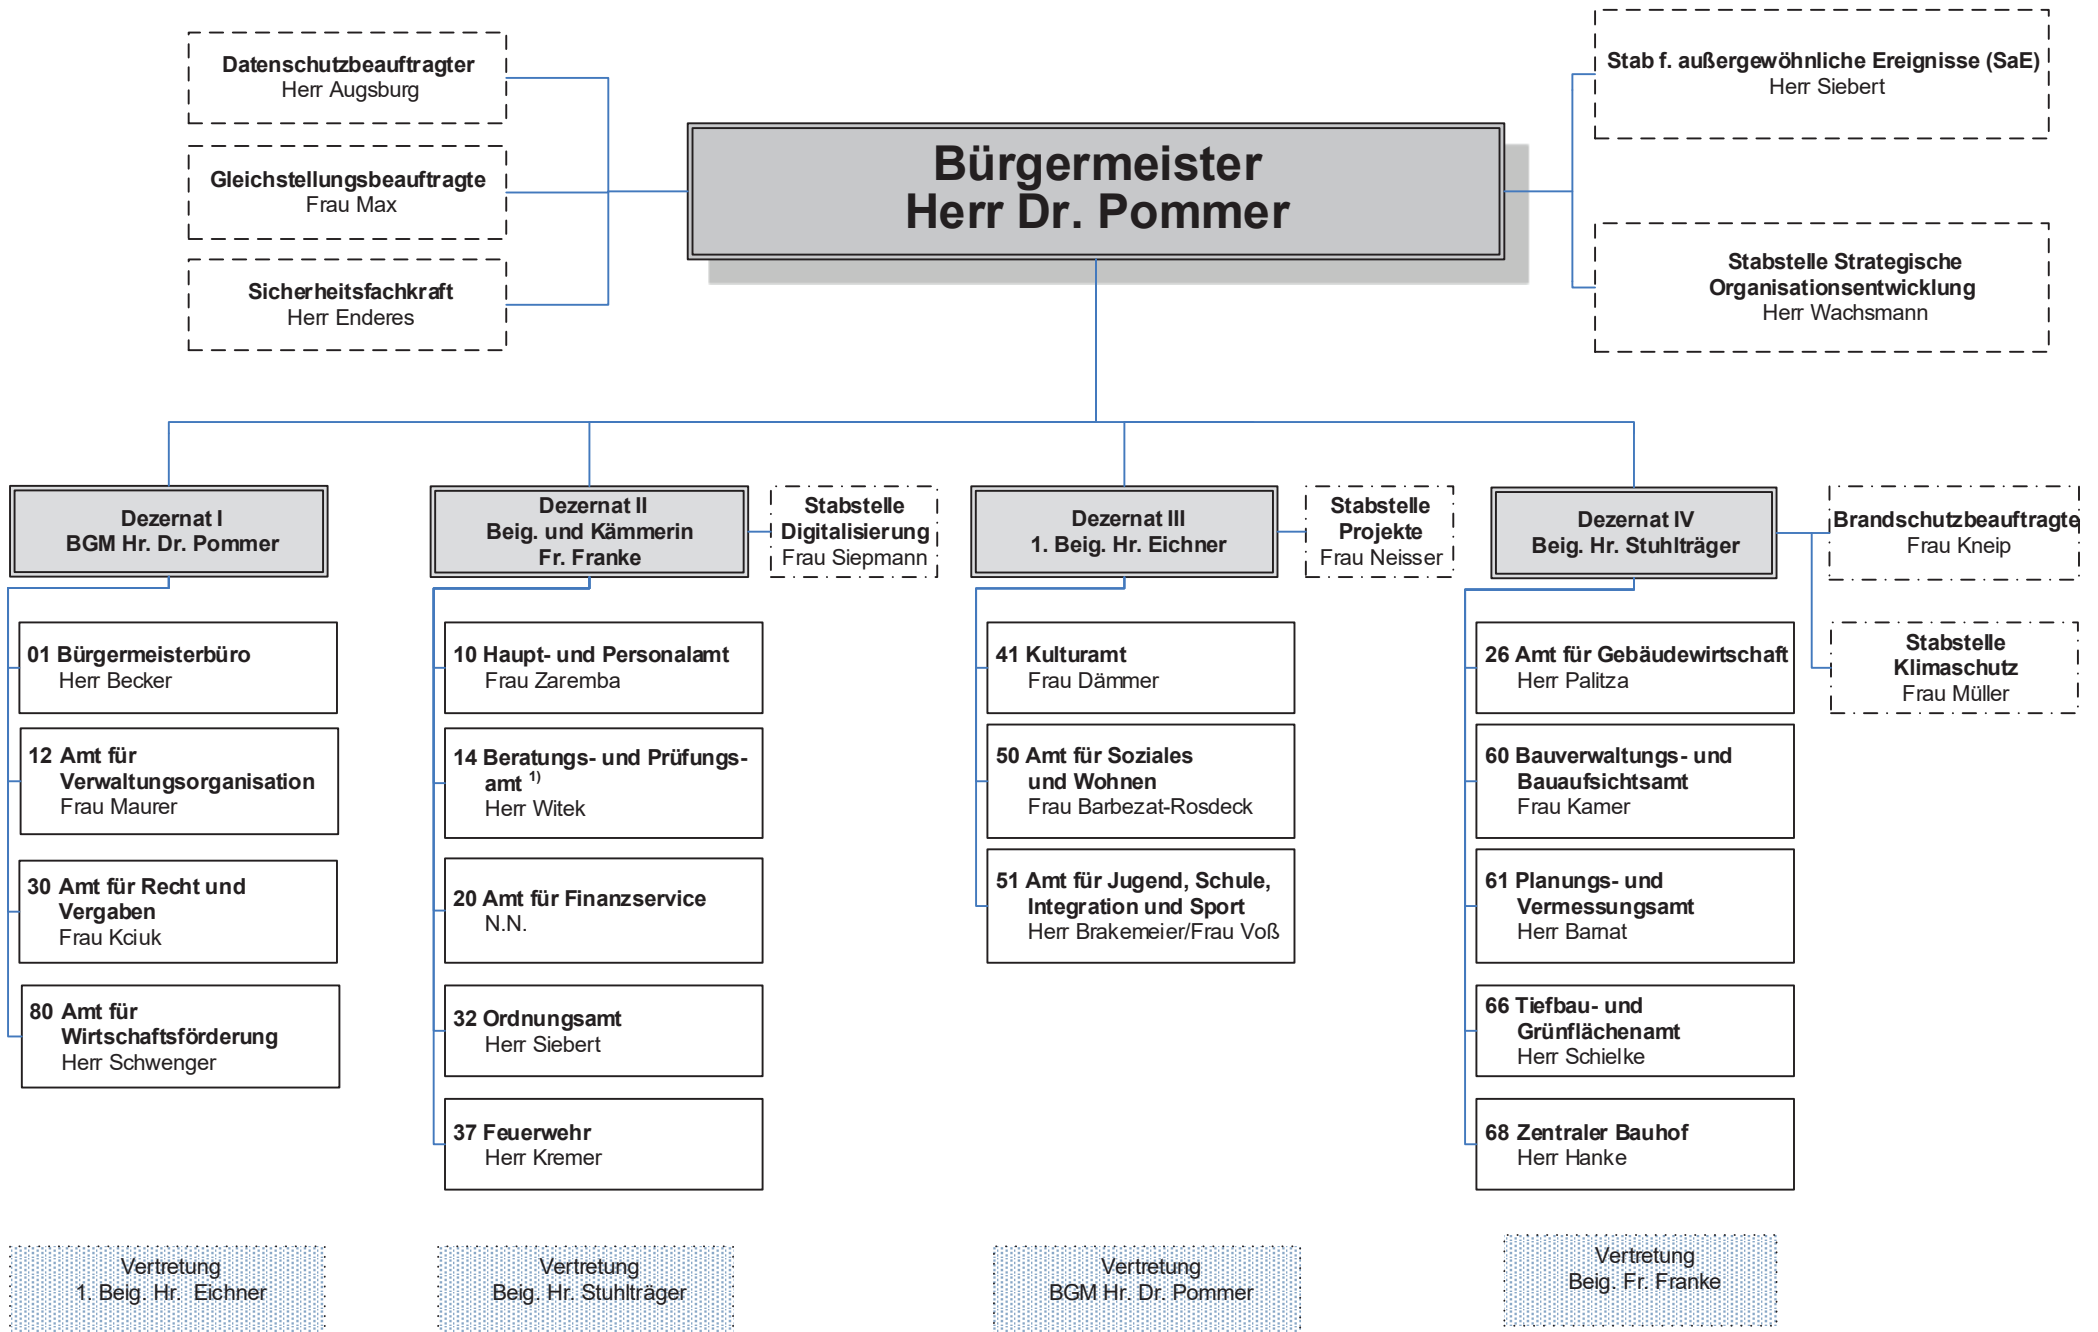 Datenschutzbeauftragter
Herr Augsburg
Gleichstellungsbeauftragte
Frau Max
Sicherheitsfachkraft
Herr Enderes
Bürgermeister
Herr Dr. Pommer
Stab f. außergewöhnliche Ereignisse (SaE)
Herr Siebert
Stabstelle Strategische
Organisationsentwicklung
Herr Wachsmann
Dezernat I
BGM Hr. Dr. Pommer
01 Bürgermeisterbüro
Herr Becker
12 Amt für
Verwaltungsorganisation
Frau Maurer
30 Amt für Recht und
Vergaben
Frau Kciuk
80 Amt für
Wirtschaftsförderung
Herr Schwenger
Vertretung
1. Beig. Hr. Eichner
Dezernat II
Beig. und Kämmerin
Fr. Franke
Stabstelle
Digitalisierung
Frau Siepmann
10 Haupt- und Personalamt
Frau Zaremba
14 Beratungs- und Prüfungs-
amt 1)
Herr Witek
20 Amt für Finanzservice
N.N.
32 Ordnungsamt
Herr Siebert
37 Feuerwehr
Herr Kremer
Vertretung
Beig. Hr. Stuhlträger
Dezernat III
1. Beig. Hr. Eichner
Stabstelle
Projekte
Frau Neisser
41 Kulturamt
Frau Dämmer
50 Amt für Soziales
und Wohnen
Frau Barbezat-Rosdeck
51 Amt für Jugend, Schule,
Integration und Sport
Herr Brakemeier/Frau Voß
Vertretung
BGM Hr. Dr. Pommer
Dezernat IV
Beig. Hr. Stuhlträger
Brandschutzbeauftragte
Frau Kneip
Stabstelle
Klimaschutz
Frau Müller
26 Amt für Gebäudewirtschaft
Herr Palitza
60 Bauverwaltungs- und
Bauaufsichtsamt
Frau Kamer
61 Planungs- und
Vermessungsamt
Herr Barnat
66 Tiefbau- und
Grünflächenamt
Herr Schielke
68 Zentraler Bauhof
Herr Hanke
Vertretung
Beig. Fr. Franke